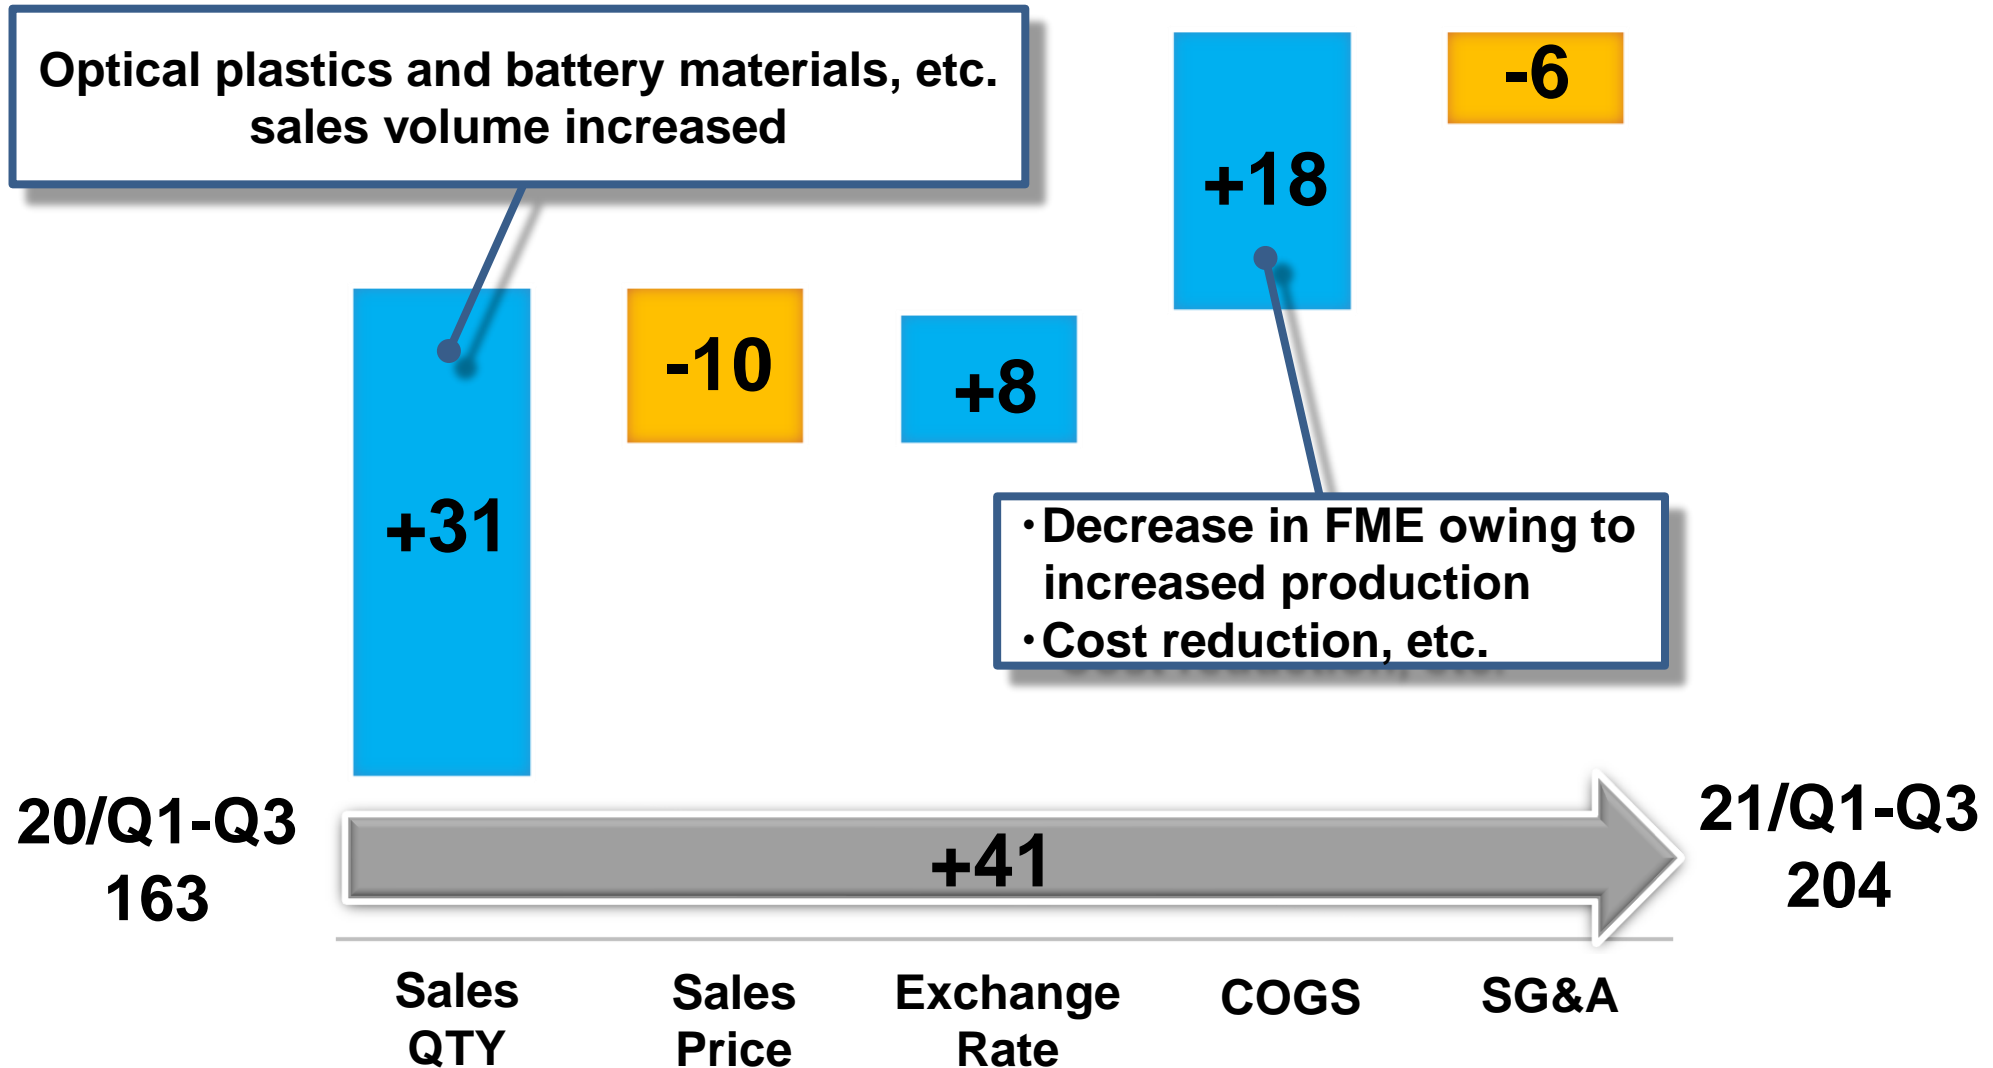 Optical plastics and battery materials, etc.
sales volume increased
+31
-10
+8
+18
-6
・Decrease in FME owing to
increased production
・Cost reduction, etc.
20/Q1-Q3
163
+41
21/Q1-Q3
204
Sales
QTY
Sales
Price
Exchange
Rate
COGS
SG&A